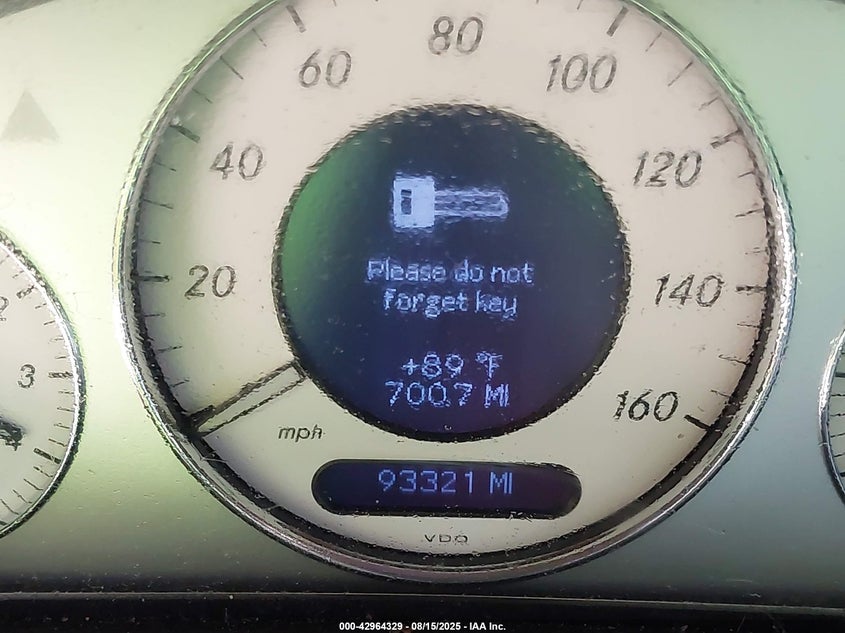 80
60
100
40
120
20
140
160
2
3
Please do not
forget key
+89 °F
700.7 MI
mph
93321 MI
VDO
000-42964329 - 08/15/2025 - IAA Inc.